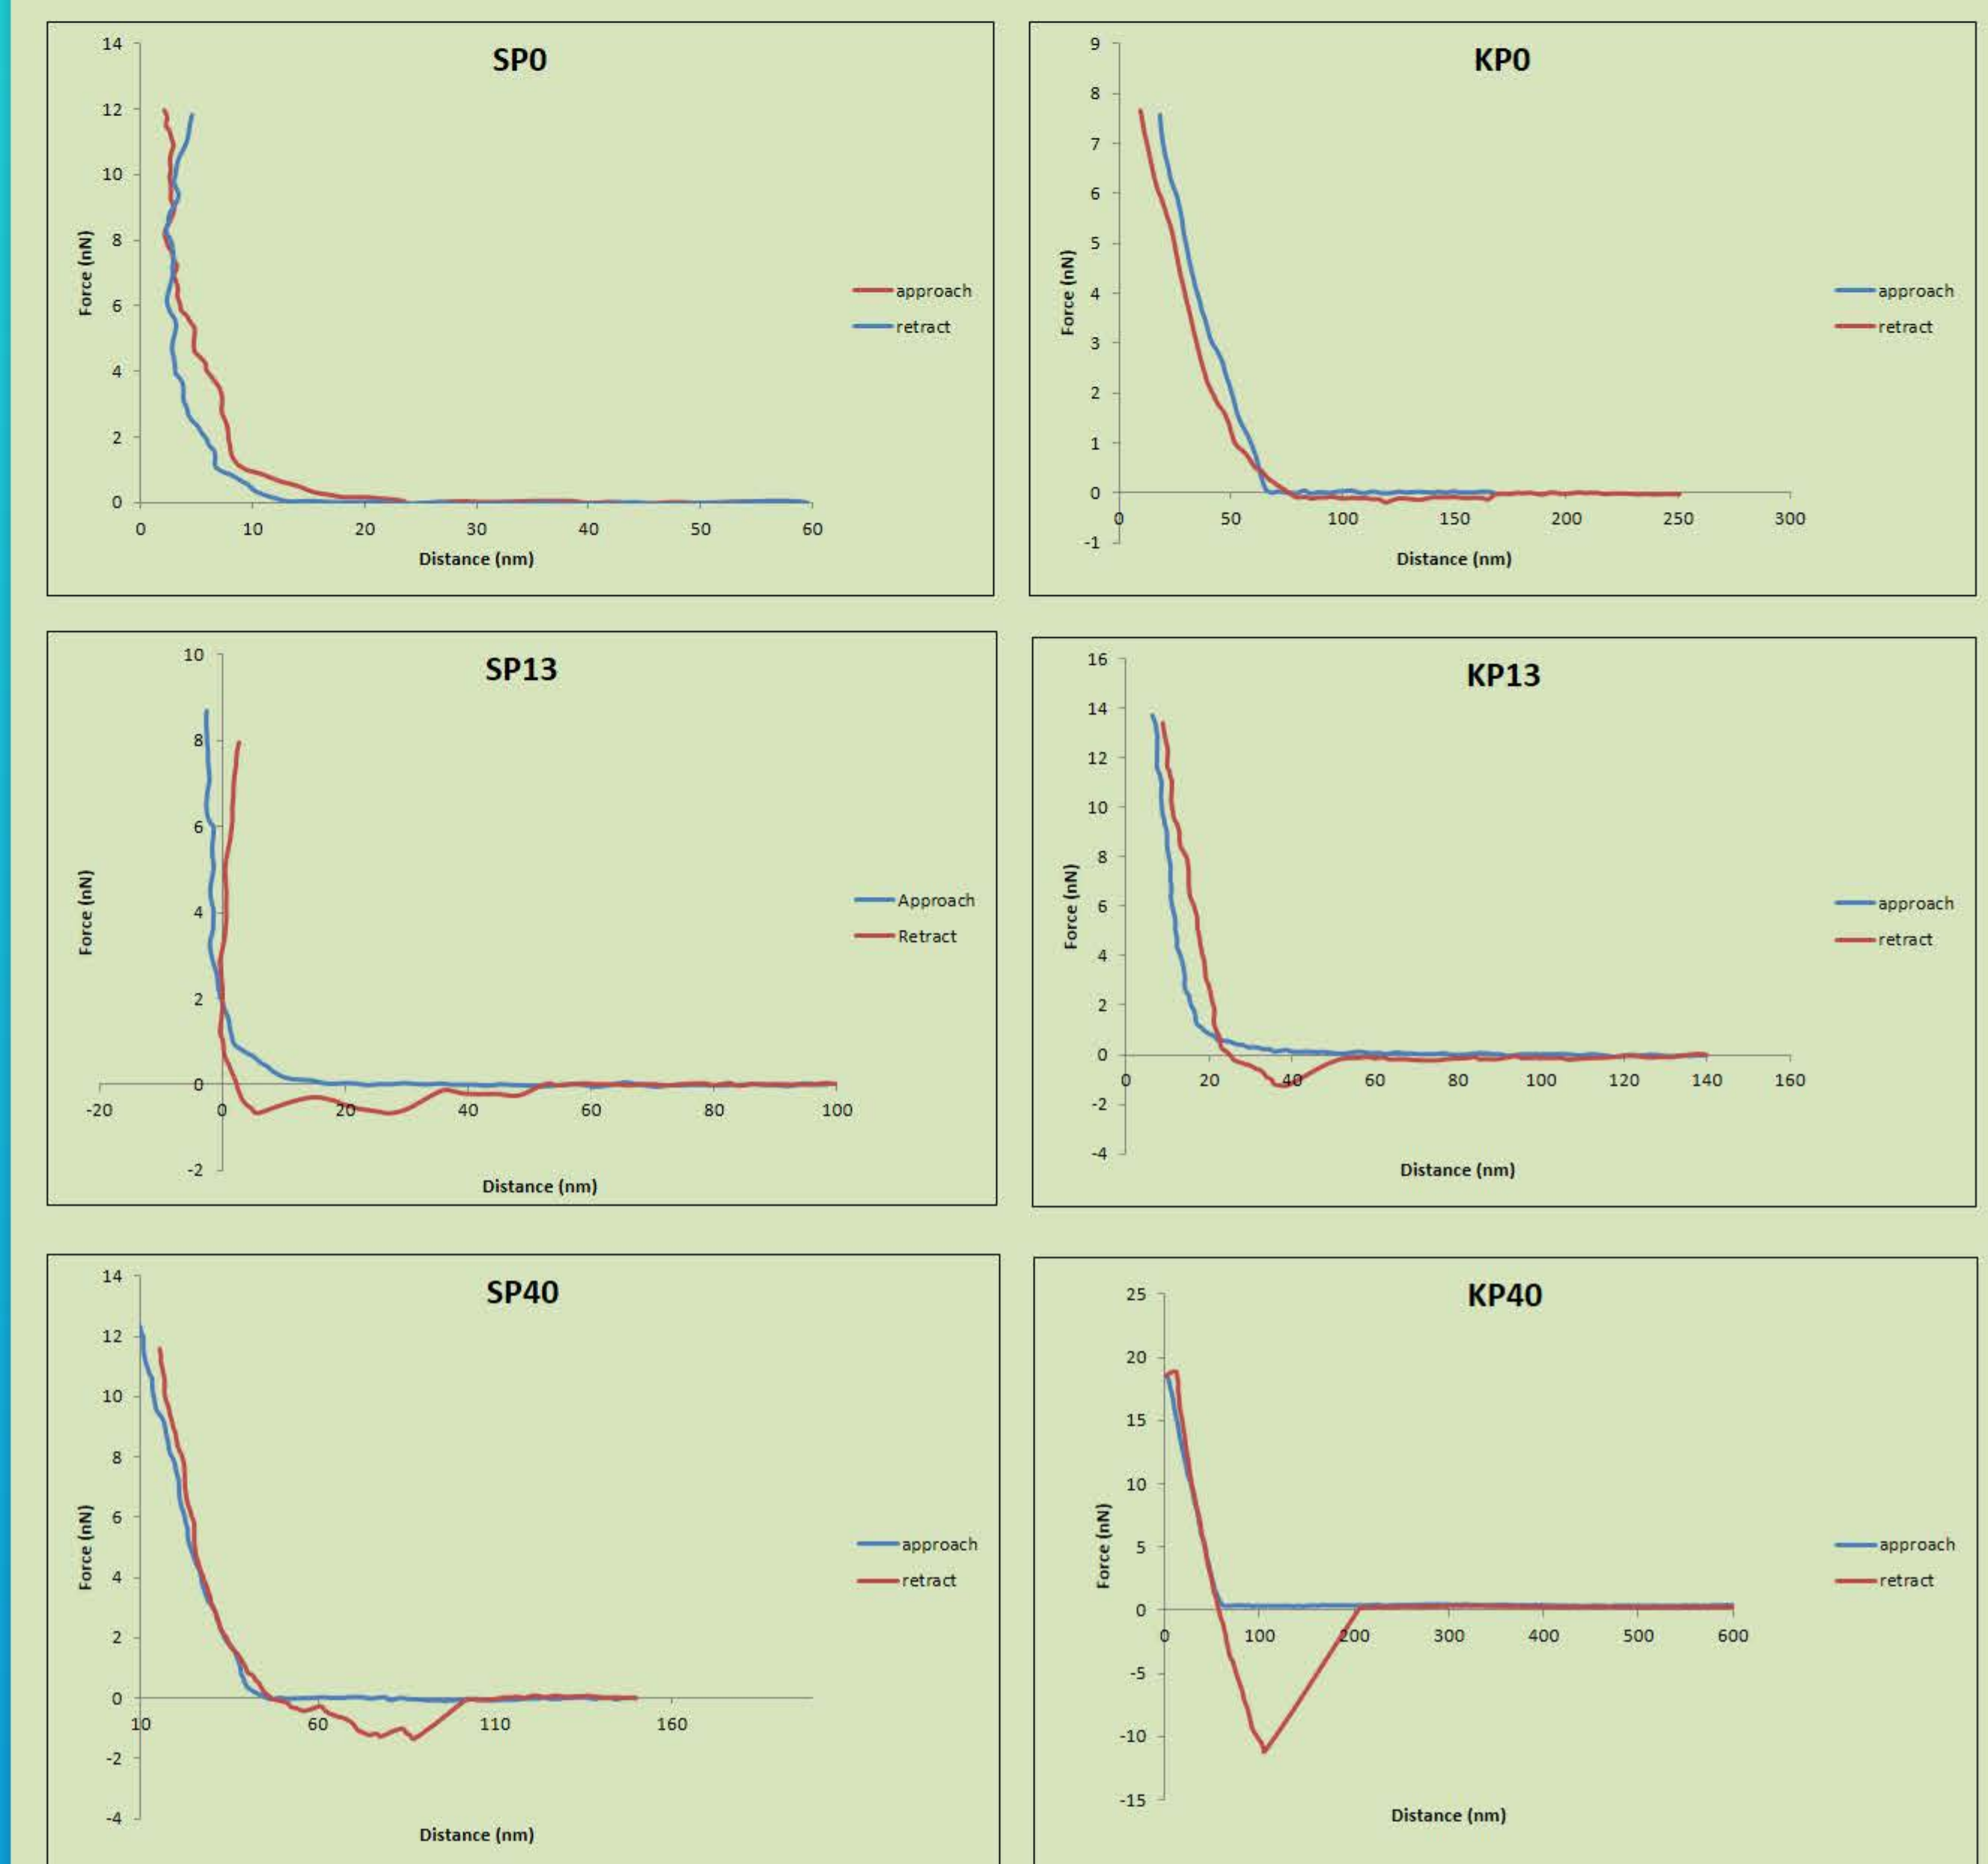 SP0
14
12
10
8
6
4
2
0
0 10 20 30 40 50 60
Force (nN)
Distance (nm)
approach
retract
KP0
9
8
7
6
5
4
3
2
1
0
-1
0 50 100 150 200 250 300
Force (nN)
Distance (nm)
approach
retract
SP13
10
8
6
4
2
0
-2
-20 0 20 40 60 80 100
Force (nN)
Distance (nm)
Approach
Retract
KP13
16
14
12
10
8
6
4
2
0
-2
-4
0 20 40 60 80 100 120 140 160
Force (nN)
Distance (nm)
approach
retract
SP40
14
12
10
8
6
4
2
0
-2
-4
10 60 110 160
Force (nN)
Distance (nm)
approach
retract
KP40
25
20
15
10
5
0
-5
-10
-15
0 100 200 300 400 500 600
Force (nN)
Distance (nm)
approach
retract